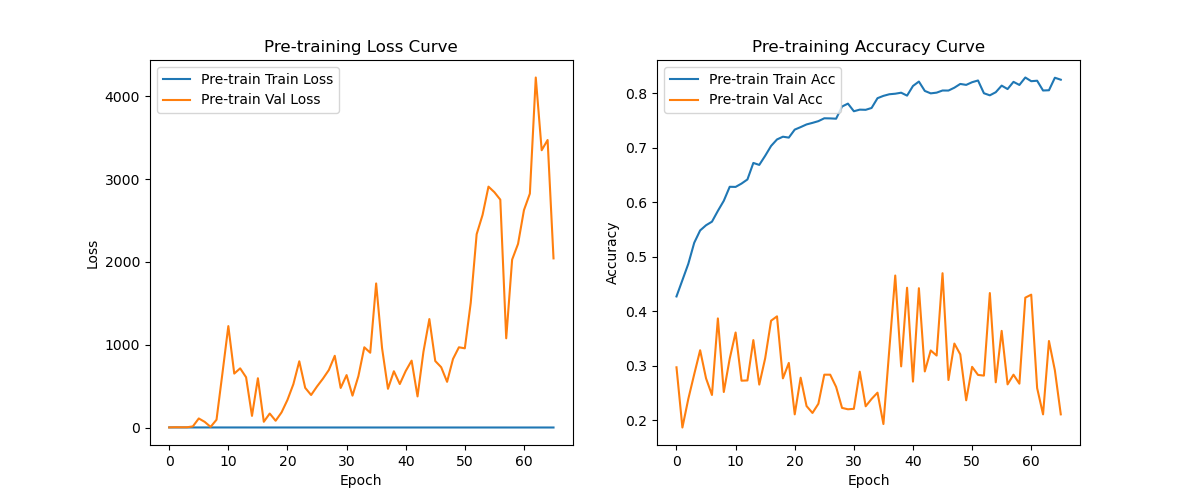 Pre-training Loss Curve
Pre-train Train Loss
Pre-train Val Loss
4000
3000
2000
1000
0
Loss
0 10 20 30 40 50 60
Epoch
Pre-training Accuracy Curve
Pre-train Train Acc
Pre-train Val Acc
0.8
0.7
0.6
0.5
0.4
0.3
0.2
Accuracy
0 10 20 30 40 50 60
Epoch